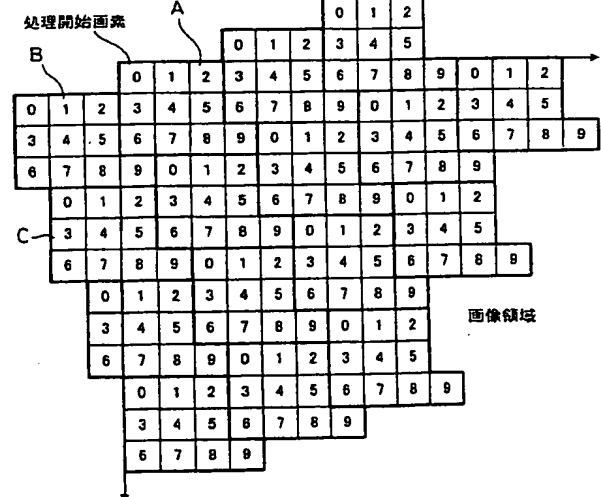 A
0 1 2
処理開始画素
0 1 2 3 4 5
B
0 1 2 3 4 5 6 7 8 9 0 1 2
0 1 2 3 4 5 6 7 8 9 0 1 2 3 4 5
3 4 5 6 7 8 9 0 1 2 3 4 5 6 7 8 9
6 7 8 9 0 1 2 3 4 5 6 7 8 9
0 1 2 3 4 5 6 7 8 9 0 1 2
C
3 4 5 6 7 8 9 0 1 2 3 4 5
6 7 8 9 0 1 2 3 4 5 6 7 8 9
0 1 2 3 4 5 6 7 8 9
画像領域
3 4 5 6 7 8 9 0 1 2
6 7 8 9 0 1 2 3 4 5
0 1 2 3 4 5 6 7 8 9
3 4 5 6 7 8 9
6 7 8 9